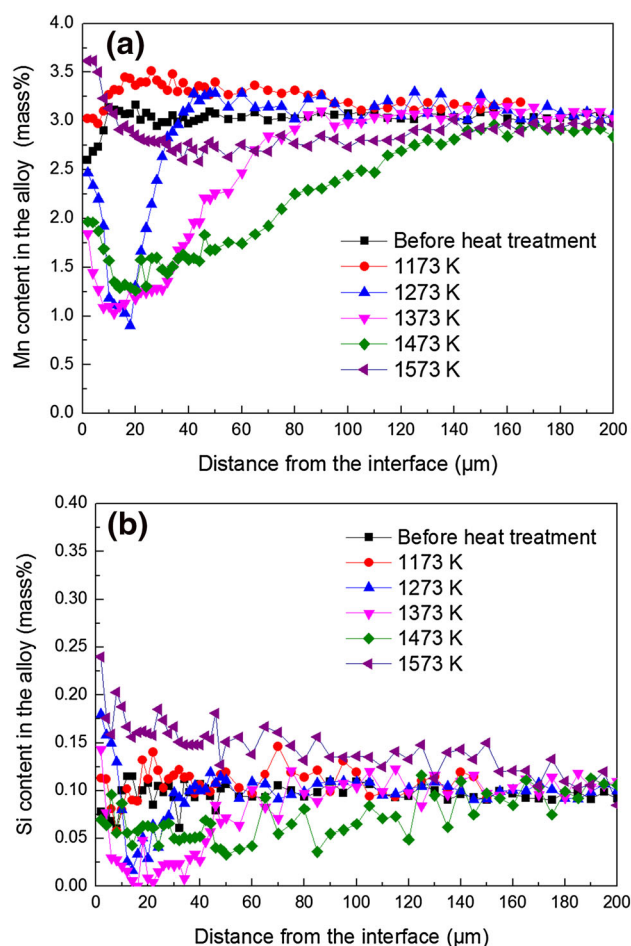 (a)
4.0
3.5
3.0
2.5
2.0
1.5
1.0
0.5
0.0
Mn content in the alloy (mass%)
Before heat treatment
1173 K
1273 K
1373 K
1473 K
1573 K
0 20 40 60 80 100 120 140 160 180 200
Distance from the interface (µm)
(b)
0.40
0.35
0.30
0.25
0.20
0.15
0.10
0.05
0.00
Si content in the alloy (mass%)
Before heat treatment
1173 K
1273 K
1373 K
1473 K
1573 K
0 20 40 60 80 100 120 140 160 180 200
Distance from the interface (µm)